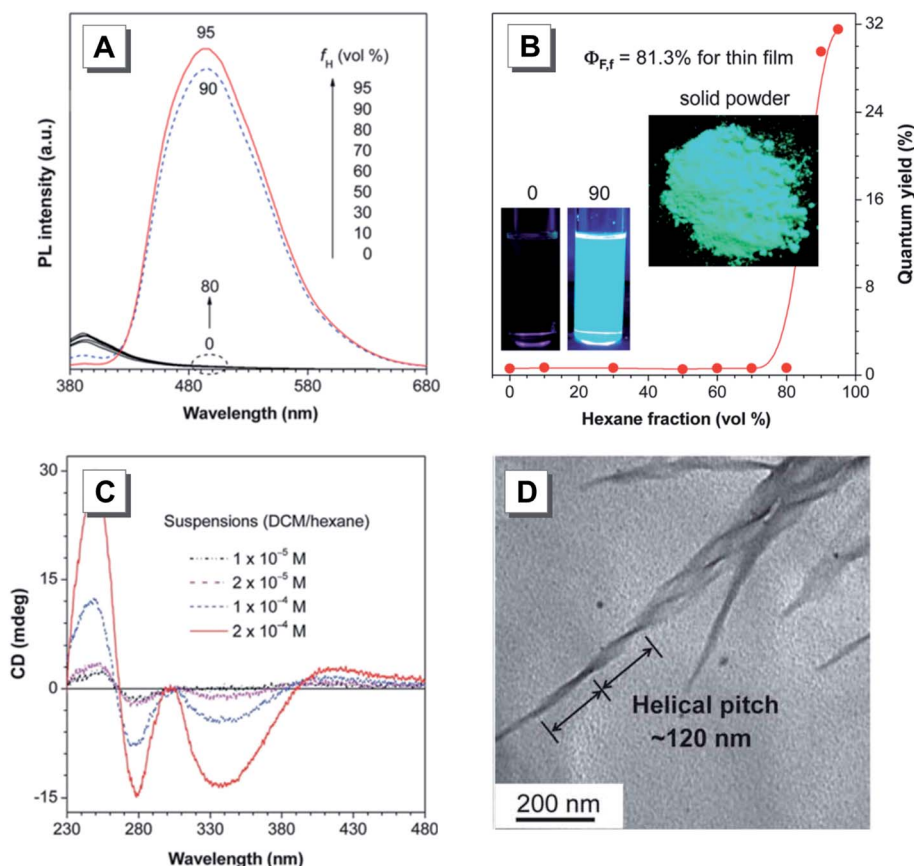 A
95
90
f_H (vol %)
95
90
80
70
60
50
30
10
0
80
0
PL intensity (a.u.)
380 480 580 680
Wavelength (nm)
B
Φ_F,f = 81.3% for thin film
solid powder
0 90
32
24
16
8
0
Quantum yield (%)
0 20 40 60 80 100
Hexane fraction (vol %)
C
Suspensions (DCM/hexane)
1 x 10⁻⁵ M
2 x 10⁻⁵ M
1 x 10⁻⁴ M
2 x 10⁻⁴ M
30
15
0
-15
CD (mdeg)
230 280 330 380 430 480
Wavelength (nm)
D
Helical pitch
~120 nm
200 nm